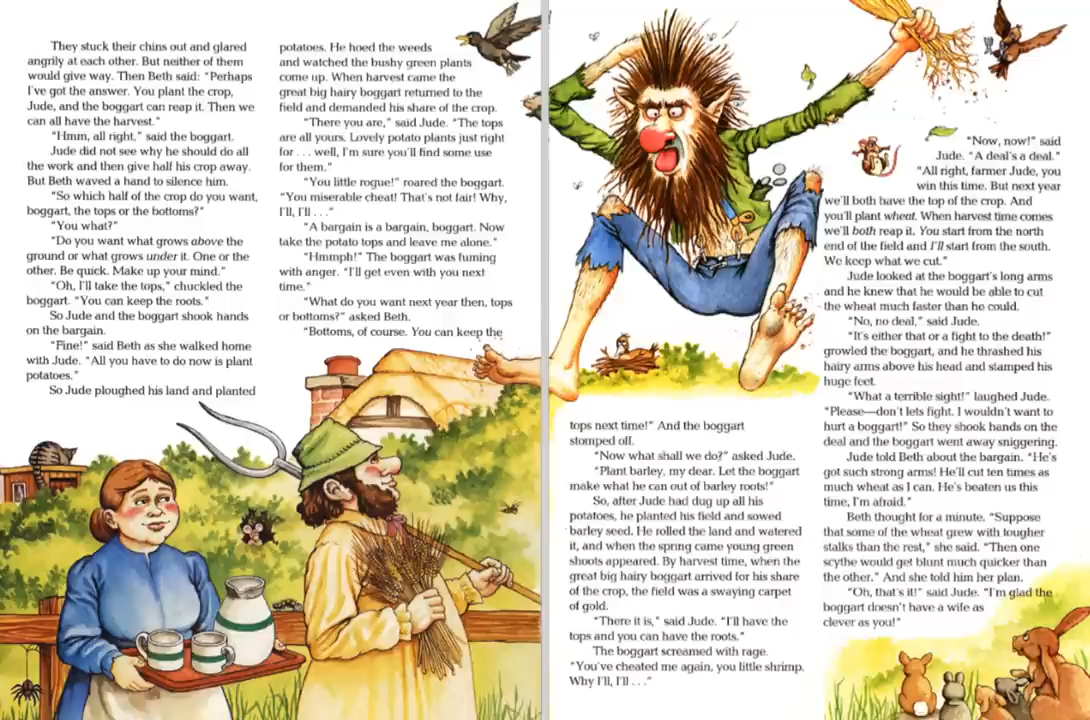 They stuck their chins out and glared
angrily at each other. But neither of them
would give way. Then Beth said: "Perhaps
I've got the answer. You plant the crop,
Jude, and the boggart can reap it. Then we
can all have the harvest."
"Hmm, all right," said the boggart.
Jude did not see why he should do all
the work and then give half his crop away.
But Beth waved a hand to silence him.
"So which half of the crop do you want,
boggart, the tops or the bottoms?"
"You what?"
"Do you want what grows above the
ground or what grows under it. One or the
other. Be quick. Make up your mind."
"Oh, I'll take the tops," chuckled the
boggart. "You can keep the roots."
So Jude and the boggart shook hands
on the bargain.
"Fine!" said Beth as she walked home
with Jude. "All you have to do now is plant
potatoes."
So Jude ploughed his land and planted
potatoes. He hoed the weeds
and watched the bushy green plants
come up. When harvest came the
great big hairy boggart returned to the
field and demanded his share of the crop.
"There you are," said Jude. "The tops
are all yours. Lovely potato plants just right
for . . . well, I'm sure you'll find some use
for them."
"You little rogue!" roared the boggart.
"You miserable cheat! That's not fair! Why,
I'll, I'll . . ."
"A bargain is a bargain, boggart. Now
take the potato tops and leave me alone."
"Hmmph!" The boggart was fuming
with anger. "I'll get even with you next
time."
"What do you want next year then, tops
or bottoms?" asked Beth.
"Bottoms, of course. You can keep the
tops next time!" And the boggart
stomped off.
"Now what shall we do?" asked Jude.
"Plant barley, my dear. Let the boggart
make what he can out of barley roots!"
So, after Jude had dug up all his
potatoes, he planted his field and sowed
barley seed. He rolled the land and watered
it, and when the spring came young green
shoots appeared. By harvest time, when the
great big hairy boggart arrived for his share
of the crop, the field was a swaying carpet
of gold.
"There it is," said Jude. "I'll have the
tops and you can have the roots."
The boggart screamed with rage.
"You've cheated me again, you little shrimp.
Why I'll, I'll . . ."
"Now, now!" said
Jude. "A deal's a deal."
"All right, farmer Jude, you
win this time. But next year
we'll both have the top of the crop. And
you'll plant wheat. When harvest time comes
we'll both reap it. You start from the north
end of the field and I'll start from the south.
We keep what we cut."
Jude looked at the boggart's long arms
and he knew that he would be able to cut
the wheat much faster than he could.
"No, no deal," said Jude.
"It's either that or a fight to the death!"
growled the boggart, and he thrashed his
hairy arms above his head and stamped his
huge feet.
"What a terrible sight!" laughed Jude.
"Please—don't lets fight. I wouldn't want to
hurt a boggart!" So they shook hands on the
deal and the boggart went away sniggering.
Jude told Beth about the bargain. "He's
got such strong arms! He'll cut ten times as
much wheat as I can. He's beaten us this
time, I'm afraid."
Beth thought for a minute. "Suppose
that some of the wheat grew with tougher
stalks than the rest," she said. "Then one
scythe would get blunt much quicker than
the other." And she told him her plan.
"Oh, that's it!" said Jude. "I'm glad the
boggart doesn't have a wife as
clever as you!"